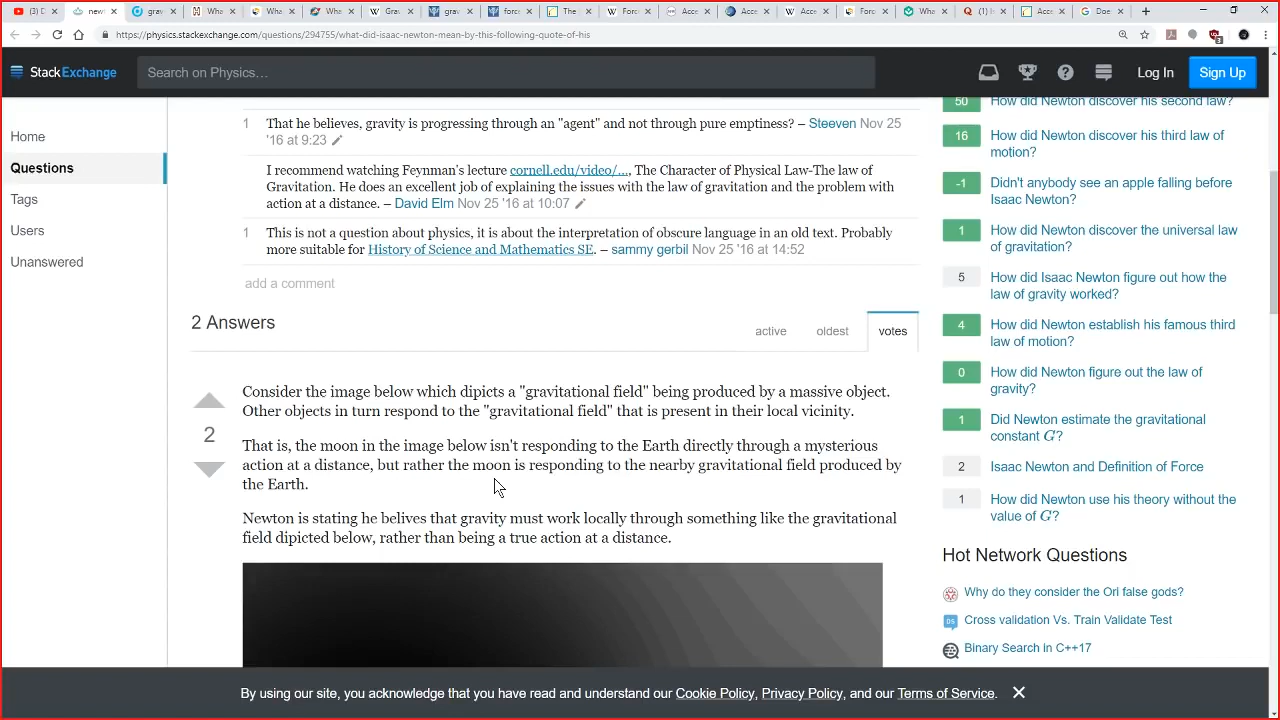 (3) D
newt
grav
What
Wha
Wha
Grav
grav
force
The
Forc
Acce
Acce
Acce
Forc
Wha
(1) I
Acce
Doe
https://physics.stackexchange.com/questions/294755/what-did-isaac-newton-mean-by-this-following-quote-of-his
StackExchange
Search on Physics…
Log In
Sign Up
Home
Questions
Tags
Users
Unanswered
1 That he believes, gravity is progressing through an "agent" and not through pure emptiness? – Steeven Nov 25
'16 at 9:23
I recommend watching Feynman's lecture cornell.edu/video/..., The Character of Physical Law-The law of
Gravitation. He does an excellent job of explaining the issues with the law of gravitation and the problem with
action at a distance. – David Elm Nov 25 '16 at 10:07
1 This is not a question about physics, it is about the interpretation of obscure language in an old text. Probably
more suitable for History of Science and Mathematics SE. – sammy gerbil Nov 25 '16 at 14:52
add a comment
2 Answers
active
oldest
votes
2
Consider the image below which dipicts a "gravitational field" being produced by a massive object.
Other objects in turn respond to the "gravitational field" that is present in their local vicinity.
That is, the moon in the image below isn't responding to the Earth directly through a mysterious
action at a distance, but rather the moon is responding to the nearby gravitational field produced by
the Earth.
Newton is stating he belives that gravity must work locally through something like the gravitational
field dipicted below, rather than being a true action at a distance.
50 How did Newton discover his second law?
16 How did Newton discover his third law of
motion?
-1 Didn't anybody see an apple falling before
Isaac Newton?
1 How did Newton discover the universal law
of gravitation?
5 How did Isaac Newton figure out how the
law of gravity worked?
4 How did Newton establish his famous third
law of motion?
0 How did Newton figure out the law of
gravity?
1 Did Newton estimate the gravitational
constant G?
2 Isaac Newton and Definition of Force
1 How did Newton use his theory without the
value of G?
Hot Network Questions
Why do they consider the Ori false gods?
Cross validation Vs. Train Validate Test
Binary Search in C++17
By using our site, you acknowledge that you have read and understand our Cookie Policy, Privacy Policy, and our Terms of Service.